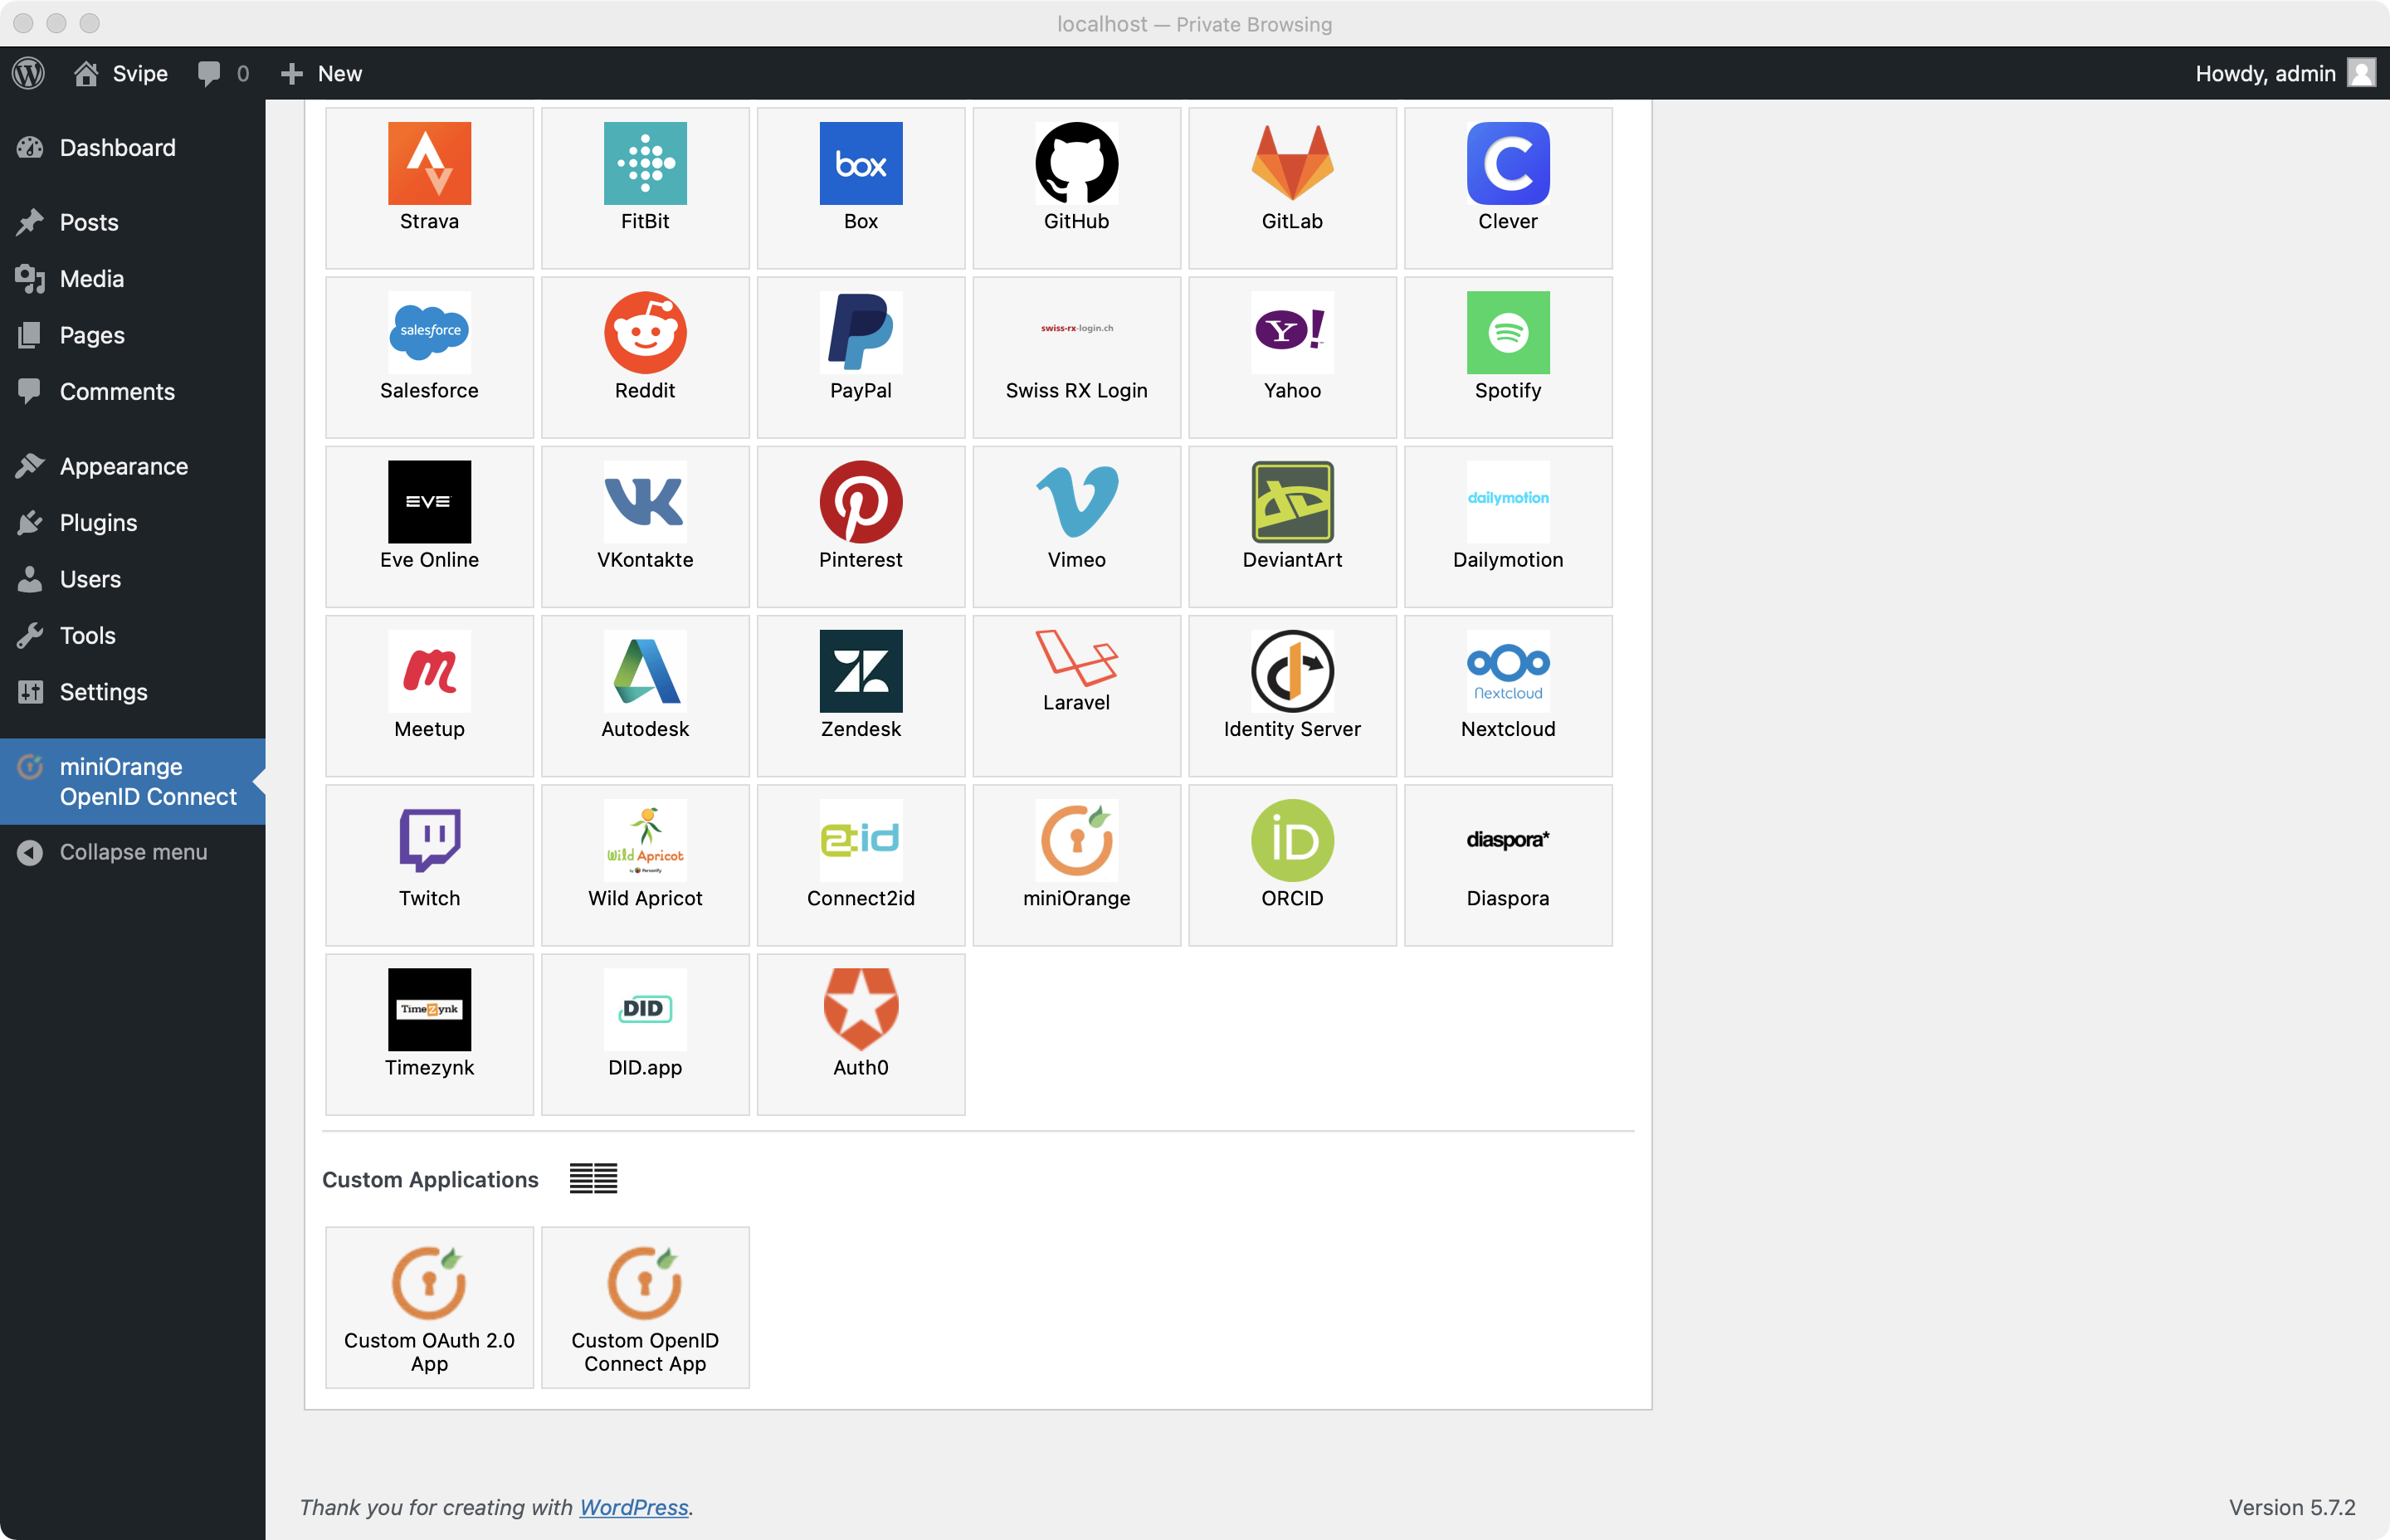 localhost — Private Browsing
Svipe
0
New
Howdy, admin
Dashboard
Posts
Media
Pages
Comments
Appearance
Plugins
Users
Tools
Settings
miniOrange
OpenID Connect
Collapse menu
box
Strava
FitBit
Box
GitHub
GitLab
Clever
salesforce
swiss-rx-login.ch
Y!
Salesforce
Reddit
PayPal
Swiss RX Login
Yahoo
Spotify
EVE
dailymotion
Eve Online
VKontakte
Pinterest
Vimeo
DeviantArt
Dailymotion
Nextcloud
Meetup
Autodesk
Zendesk
Laravel
Identity Server
Nextcloud
Wild Apricot
by Personify
2:id
iD
diaspora*
Twitch
Wild Apricot
Connect2id
miniOrange
ORCID
Diaspora
TimeZynk
DID
Timezynk
DID.app
Auth0
Custom Applications
Custom OAuth 2.0
App
Custom OpenID
Connect App
Thank you for creating with WordPress.
Version 5.7.2